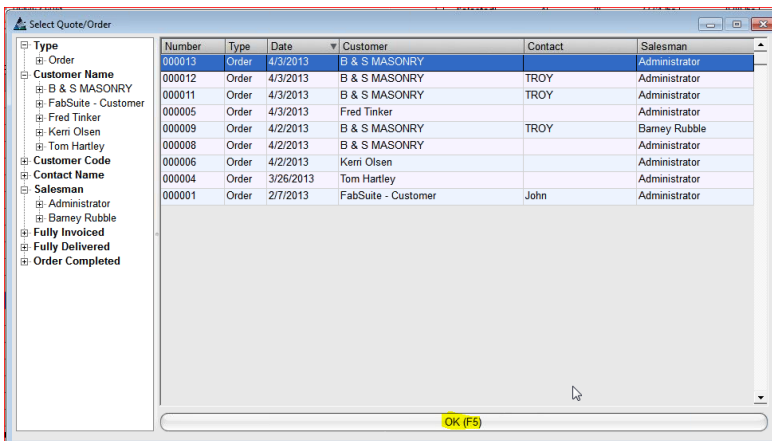 Select Quote/Order
Type
Order
Customer Name
B & S MASONRY
FabSuite - Customer
Fred Tinker
Kerri Olsen
Tom Hartley
Customer Code
Contact Name
Salesman
Administrator
Barney Rubble
Fully Invoiced
Fully Delivered
Order Completed
Number Type Date Customer Contact Salesman
000013 Order 4/3/2013 B & S MASONRY Administrator
000012 Order 4/3/2013 B & S MASONRY TROY Administrator
000011 Order 4/3/2013 B & S MASONRY TROY Administrator
000005 Order 4/3/2013 Fred Tinker Administrator
000009 Order 4/2/2013 B & S MASONRY TROY Barney Rubble
000008 Order 4/2/2013 B & S MASONRY Administrator
000006 Order 4/2/2013 Kerri Olsen Administrator
000004 Order 3/26/2013 Tom Hartley Administrator
000001 Order 2/7/2013 FabSuite - Customer John Administrator
OK (F5)